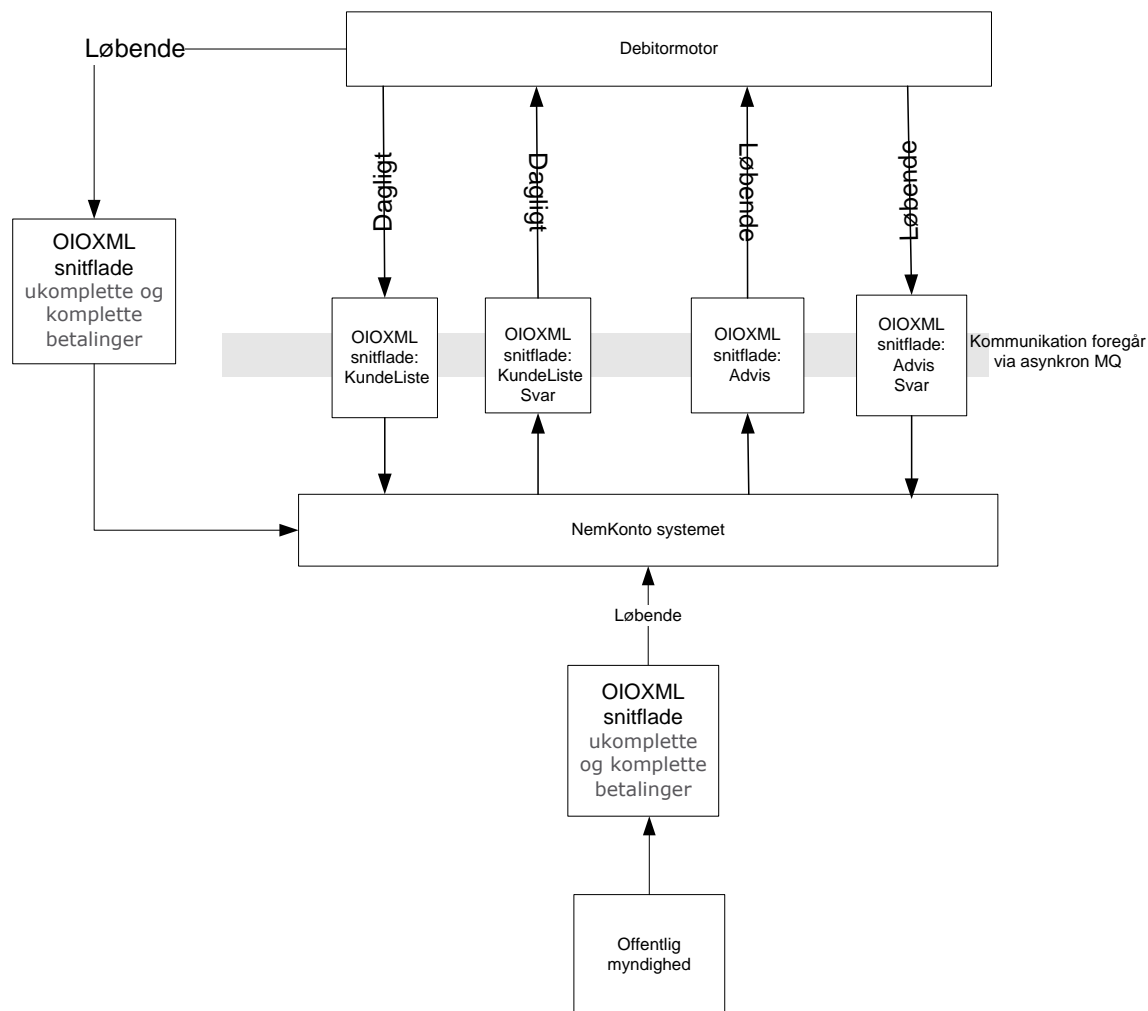 Debitormotor
Løbende
Dagligt
Dagligt
Løbende
Løbende
OIOXML
snitflade
ukomplette og
komplette
betalinger
OIOXML
snitflade:
KundeListe
OIOXML
snitflade:
KundeListe
Svar
OIOXML
snitflade:
Advis
OIOXML
snitflade:
Advis
Svar
Kommunikation foregår
via asynkron MQ
NemKonto systemet
Løbende
OIOXML
snitflade
ukomplette
og komplette
betalinger
Offentlig
myndighed